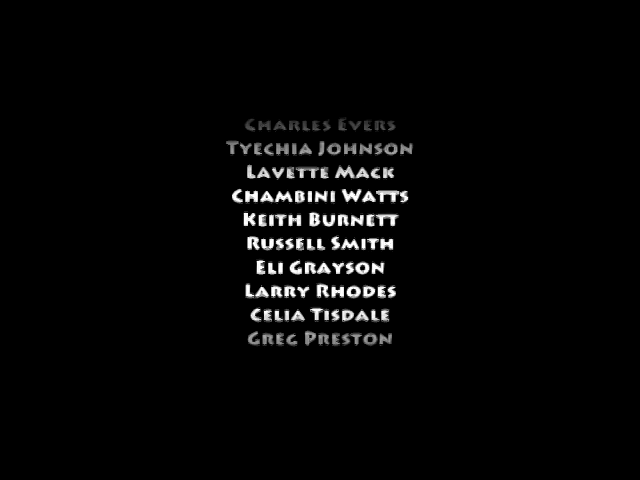 Charles Evers
Tyechia Johnson
Lavette Mack
Chambini Watts
Keith Burnett
Russell Smith
Eli Grayson
Larry Rhodes
Celia Tisdale
Greg Preston